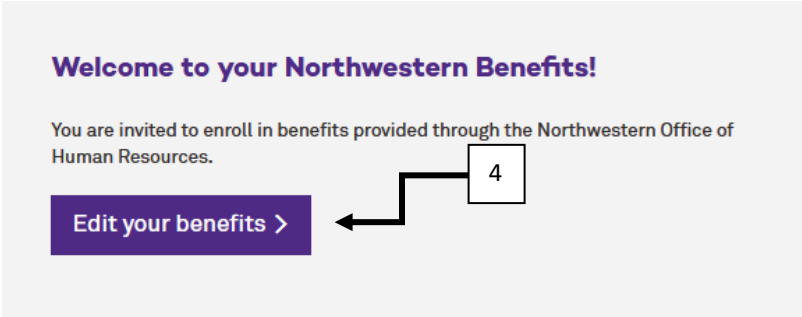 Welcome to your Northwestern Benefits!
You are invited to enroll in benefits provided through the Northwestern Office of
Human Resources.
4
Edit your benefits >